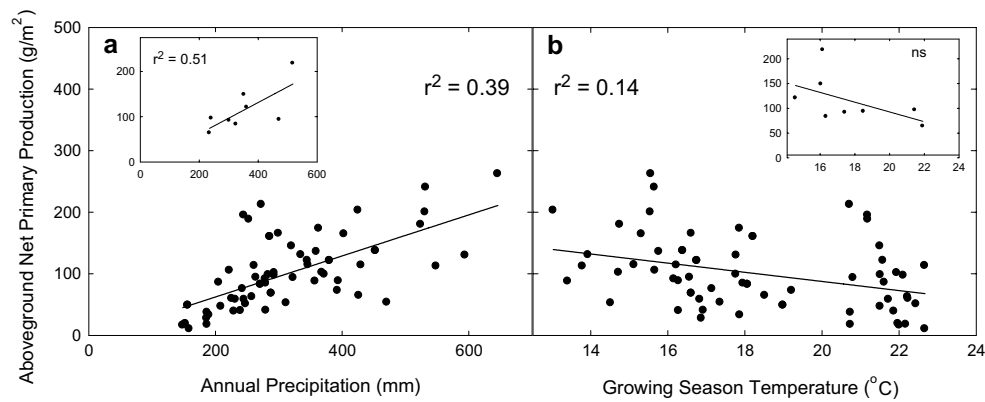 Aboveground Net Primary Production (g/m²)
500
400
300
200
100
0
a
r² = 0.51
200
100
0
0 200 400 600
r² = 0.39
0 200 400 600
Annual Precipitation (mm)
b
r² = 0.14
ns
200
150
100
50
0
16 18 20 22 24
14 16 18 20 22 24
Growing Season Temperature (°C)